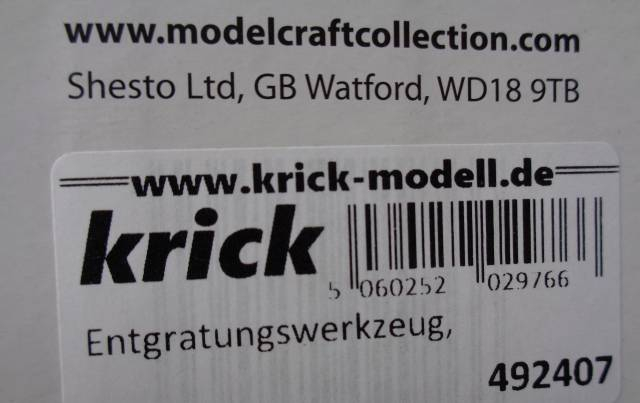 www.modelcraftcollection.com
Shesto Ltd, GB Watford, WD18 9TB
www.krick-modell.de
krick
5 060252 029766
Entgratungswerkzeug,
492407